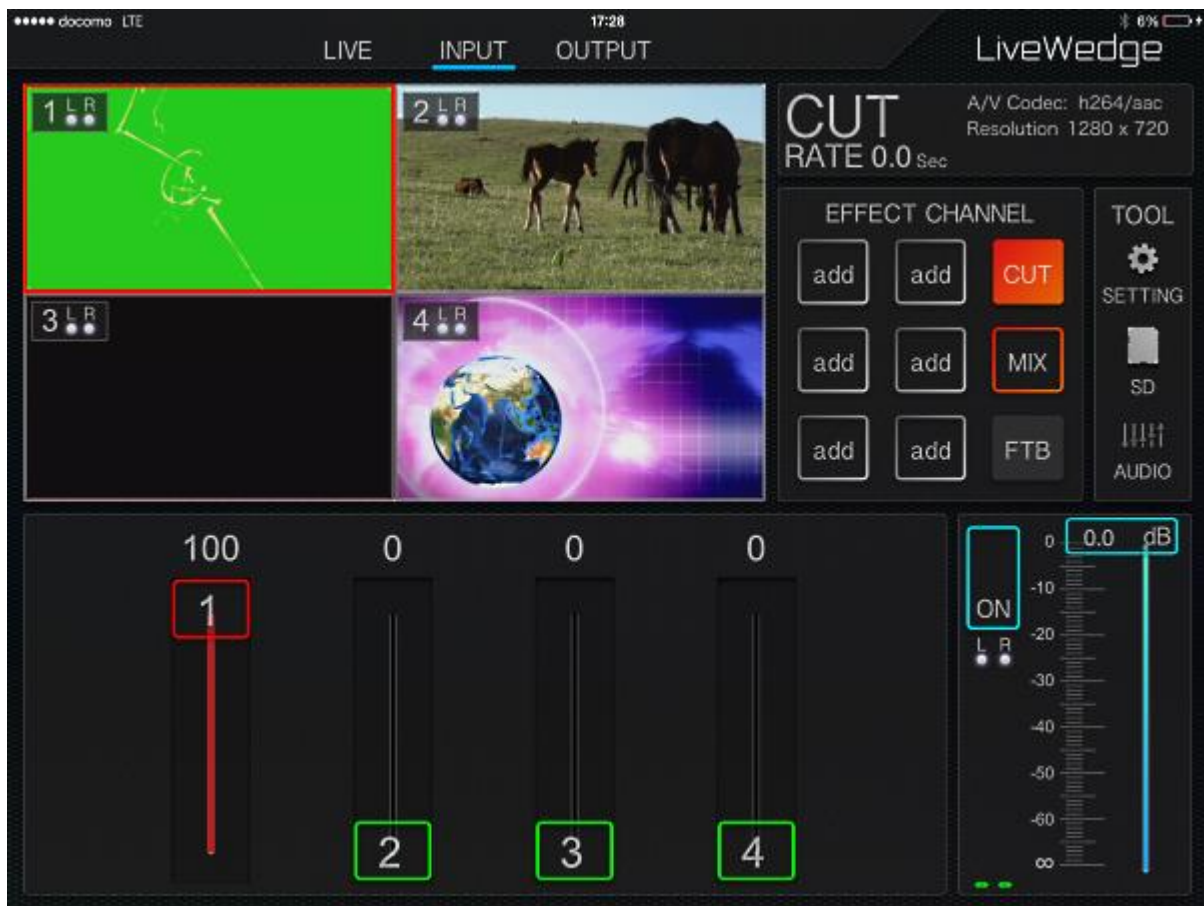 docomo LTE
17:28
6%
LIVE INPUT OUTPUT
LiveWedge
1 L R
2 L R
3 L R
4 L R
CUT
RATE 0.0 Sec
A/V Codec: h264/aac
Resolution 1280 x 720
EFFECT CHANNEL
add add CUT
add add MIX
add add FTB
TOOL
SETTING
SD
AUDIO
100 0 0 0
1
2 3 4
ON
L R
0.0 dB
0
-10
-20
-30
-40
-50
-60
∞